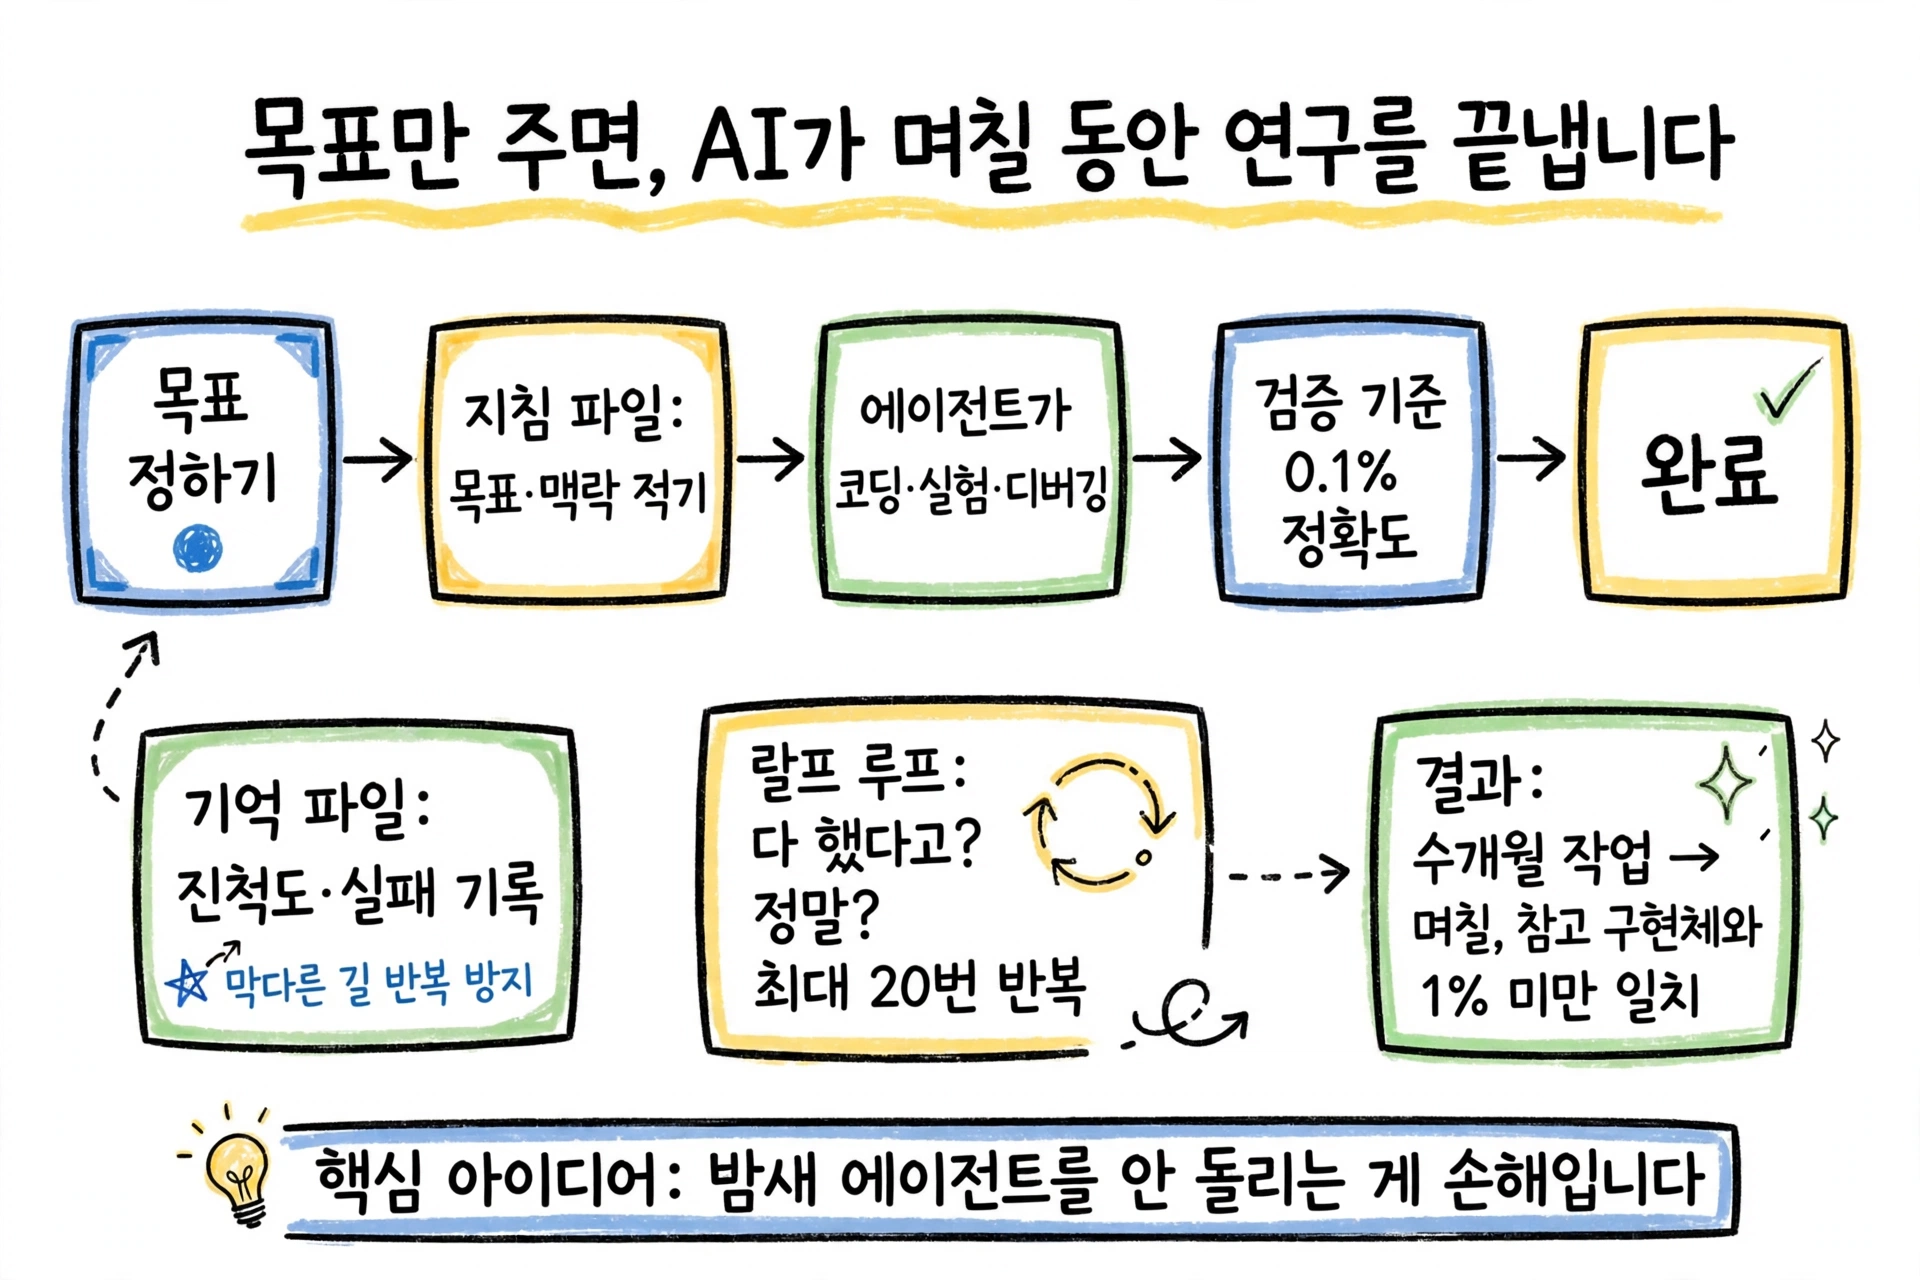 목표만 주면, AI가 며칠 동안 연구를 끝냅니다
목표
정하기
지침 파일:
목표·맥락 적기
에이전트가
코딩·실험·디버깅
검증 기준
0.1%
정확도
완료
기억 파일:
진척도·실패 기록
막다른 길 반복 방지
랄프 루프:
다 했다고?
정말?
최대 20번 반복
결과:
수개월 작업 →
며칠, 참고 구현체와
1% 미만 일치
핵심 아이디어: 밤새 에이전트를 안 돌리는 게 손해입니다